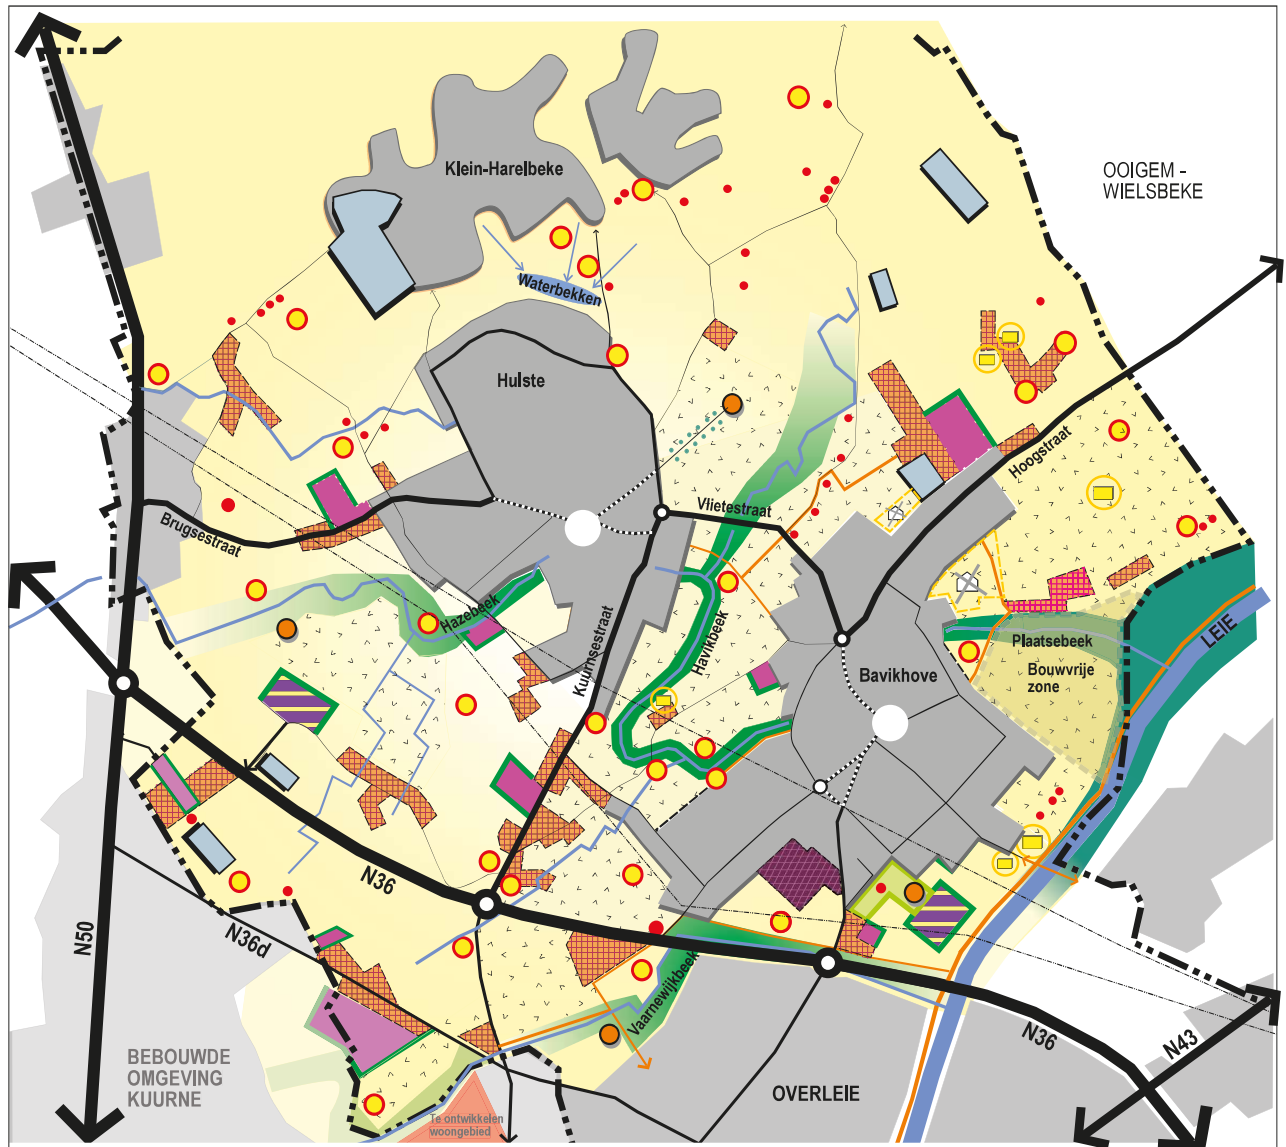 Klein-Harelbeke
OOIGEM -
WIELSBEKE
Waterbekken
Hulste
Hoogstraat
Vlietestraat
Brugsestraat
Hazebeek
Kuurnsestraat
Havikbeek
Bavikhove
Plaatsebeek
Bouwvrije
zone
LEIE
N36
N50
N36d
Vaarnewijkbeek
N36
N43
BEBOUWDE
OMGEVING
KUURNE
OVERLEIE
Te ontwikkelen
woongebied